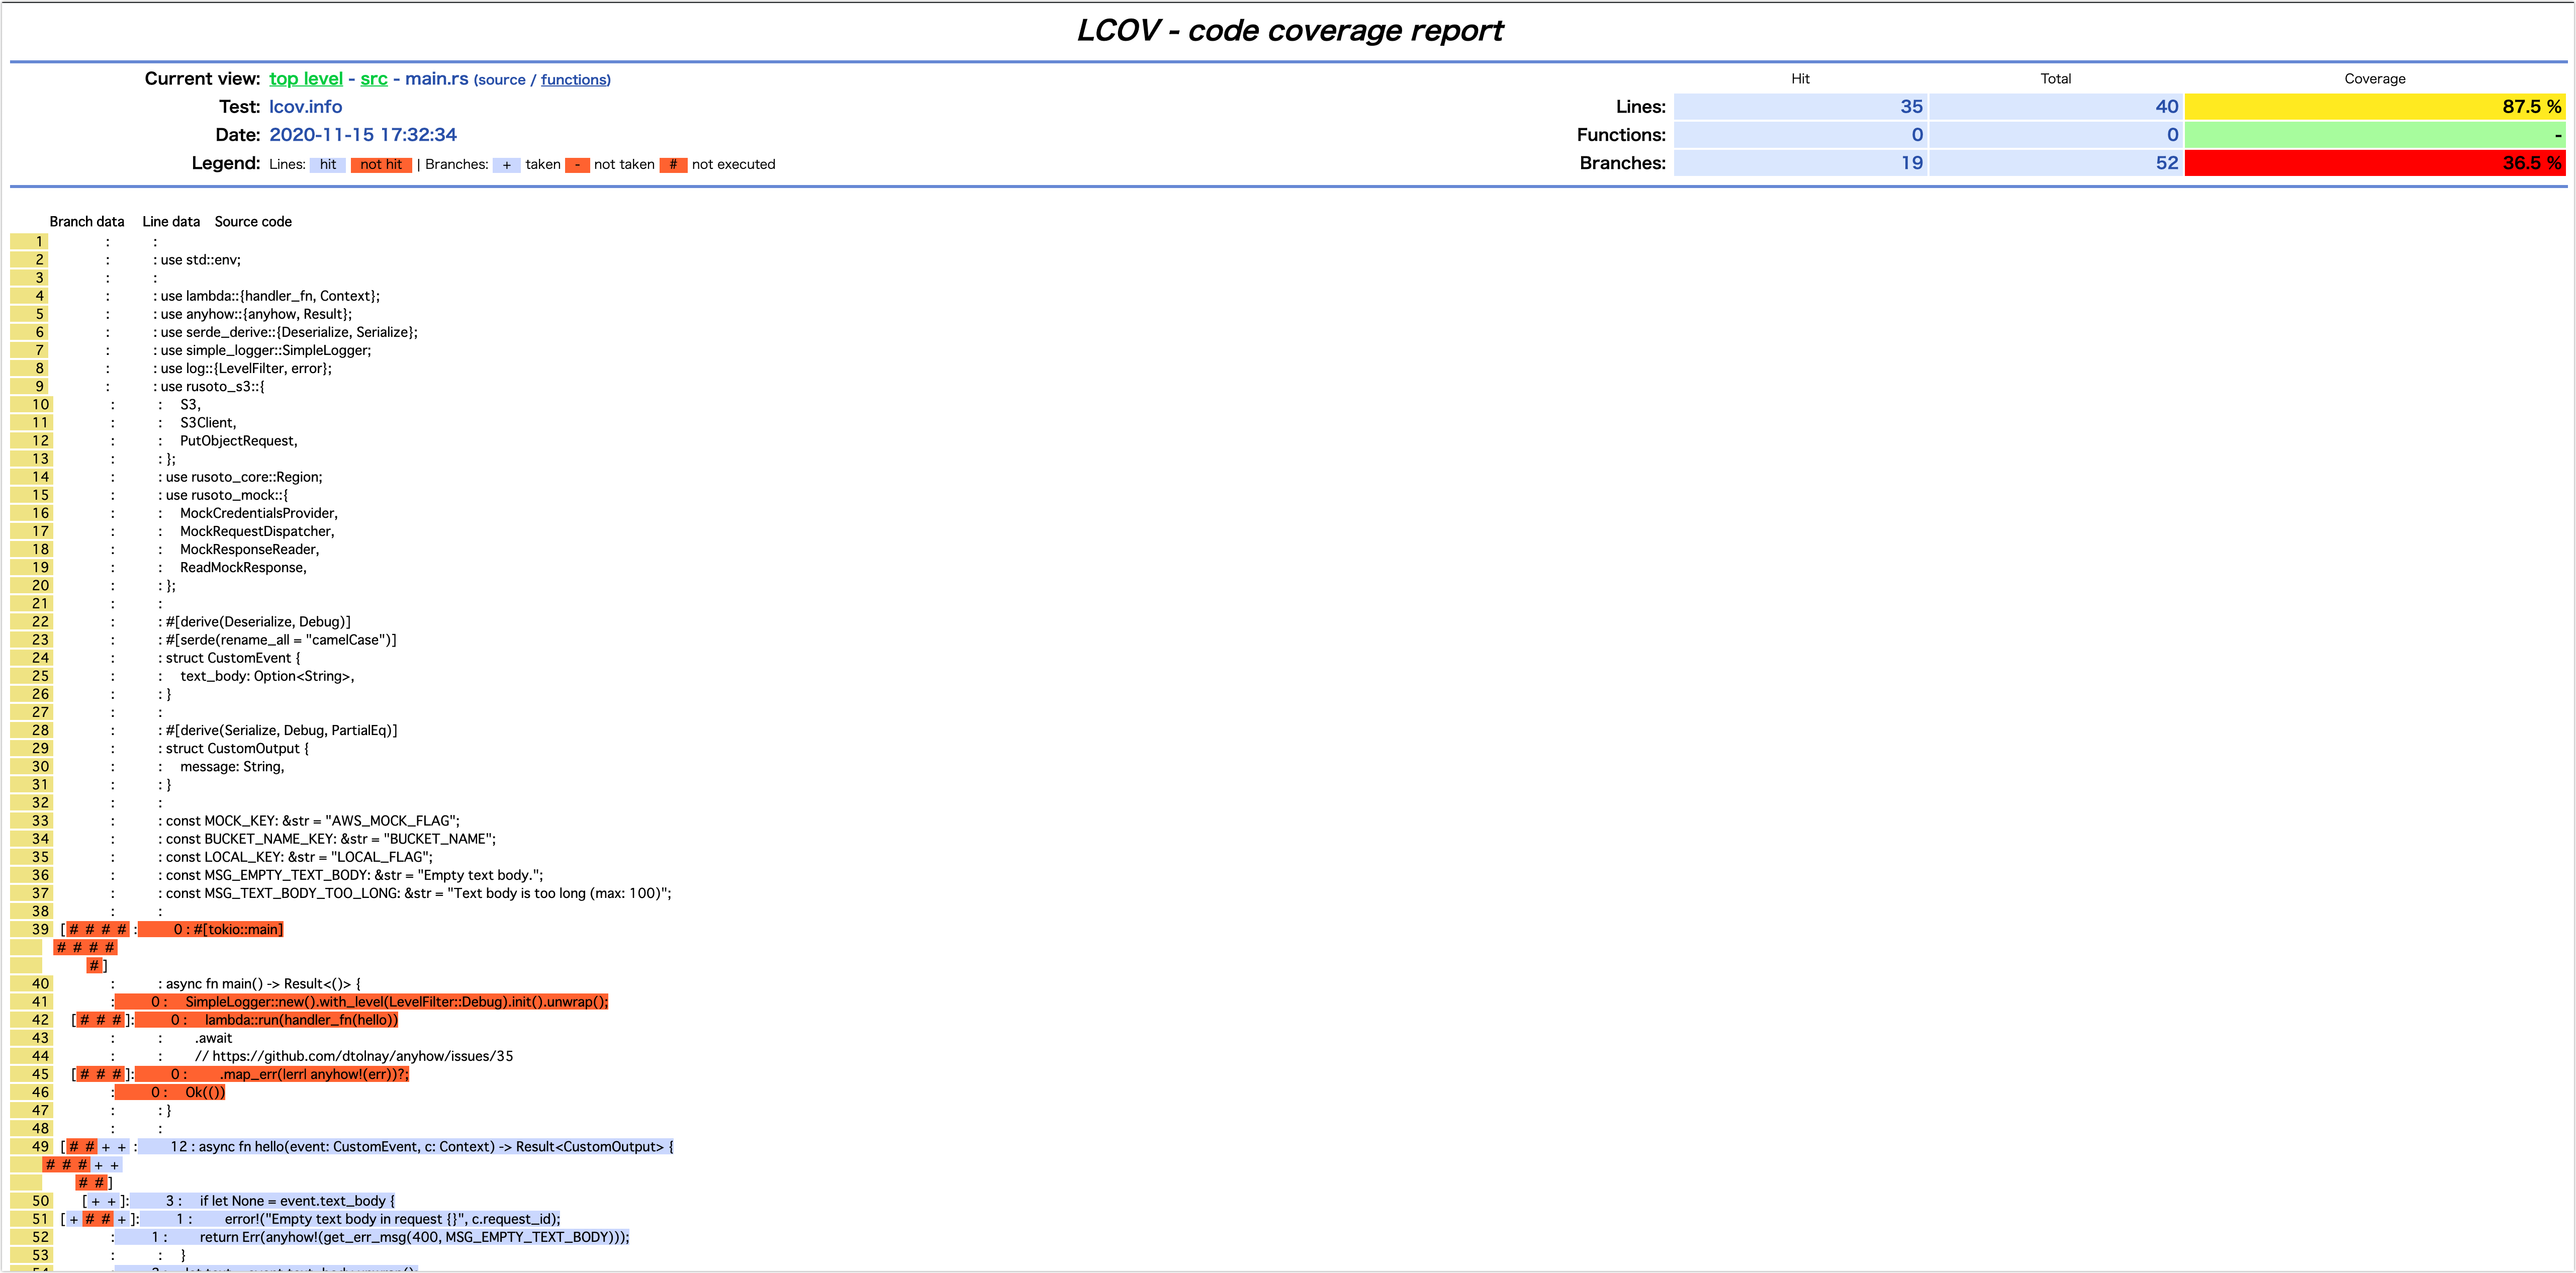 LCOV - code coverage report
Current view: top level - src - main.rs (source / functions) Hit Total Coverage
Test: lcov.info Lines: 35 40 87.5 %
Date: 2020-11-15 17:32:34 Functions: 0 0 -
Legend: Lines: hit not hit | Branches: + taken - not taken # not executed Branches: 19 52 36.5 %
Branch data Line data Source code
1 : :
2 : : use std::env;
3 : :
4 : : use lambda::{handler_fn, Context};
5 : : use anyhow::{anyhow, Result};
6 : : use serde_derive::{Deserialize, Serialize};
7 : : use simple_logger::SimpleLogger;
8 : : use log::{LevelFilter, error};
9 : : use rusoto_s3::{
10 : : S3,
11 : : S3Client,
12 : : PutObjectRequest,
13 : : };
14 : : use rusoto_core::Region;
15 : : use rusoto_mock::{
16 : : MockCredentialsProvider,
17 : : MockRequestDispatcher,
18 : : MockResponseReader,
19 : : ReadMockResponse,
20 : : };
21 : :
22 : : #[derive(Deserialize, Debug)]
23 : : #[serde(rename_all = "camelCase")]
24 : : struct CustomEvent {
25 : : text_body: Option<String>,
26 : : }
27 : :
28 : : #[derive(Serialize, Debug, PartialEq)]
29 : : struct CustomOutput {
30 : : message: String,
31 : : }
32 : :
33 : : const MOCK_KEY: &str = "AWS_MOCK_FLAG";
34 : : const BUCKET_NAME_KEY: &str = "BUCKET_NAME";
35 : : const LOCAL_KEY: &str = "LOCAL_FLAG";
36 : : const MSG_EMPTY_TEXT_BODY: &str = "Empty text body.";
37 : : const MSG_TEXT_BODY_TOO_LONG: &str = "Text body is too long (max: 100)";
38 : :
39 [ # # # # : 0 : #[tokio::main]
# # # #
# ]
40 : : async fn main() -> Result<()> {
41 : 0 : SimpleLogger::new().with_level(LevelFilter::Debug).init().unwrap();
42 [ # # # ]: 0 : lambda::run(handler_fn(hello))
43 : : .await
44 : : // https://github.com/dtolnay/anyhow/issues/35
45 [ # # # ]: 0 : .map_err(|err| anyhow!(err))?;
46 : 0 : Ok(())
47 : : }
48 : :
49 [ # # + + : 12 : async fn hello(event: CustomEvent, c: Context) -> Result<CustomOutput> {
# # # + +
# # ]
50 [ + + ]: 3 : if let None = event.text_body {
51 [ + # # + ]: 1 : error!("Empty text body in request {}", c.request_id);
52 : 1 : return Err(anyhow!(get_err_msg(400, MSG_EMPTY_TEXT_BODY)));
53 : : }